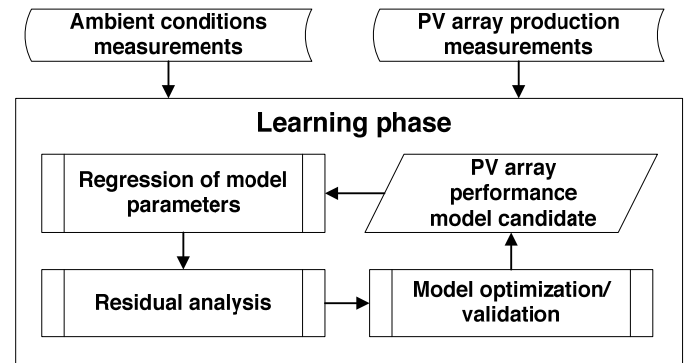 Ambient conditions
measurements
PV array production
measurements
Learning phase
Regression of model
parameters
PV array
performance
model candidate
Residual analysis
Model optimization/
validation